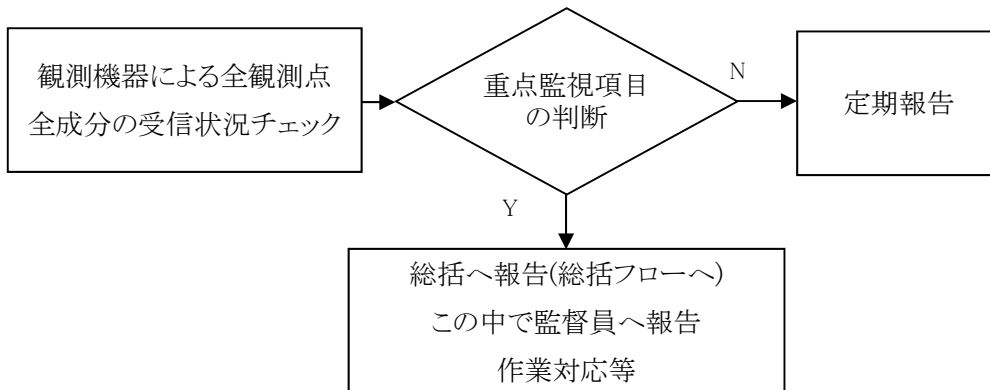 観測機器による全観測点
全成分の受信状況チェック
重点監視項目
の判断
N
定期報告
Y
総括へ報告(総括フローへ)
この中で監督員へ報告
作業対応等